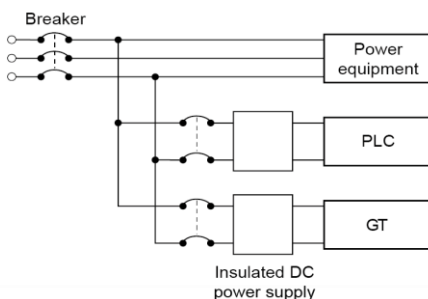 Breaker
Power
equipment
PLC
GT
Insulated DC
power supply